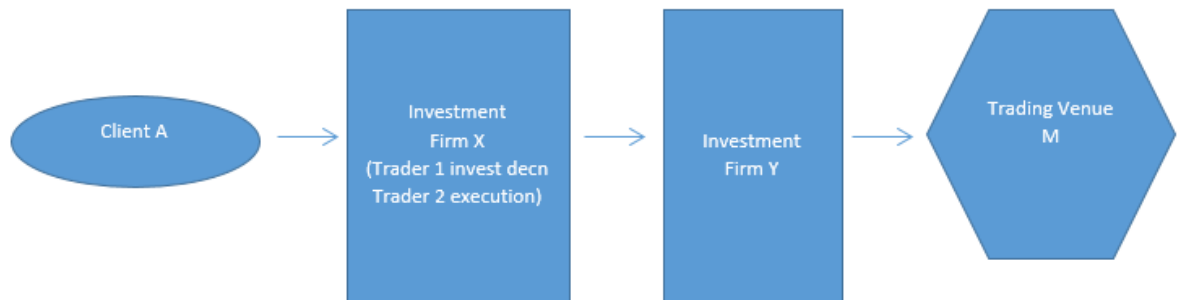 Client A
Investment
Firm X
(Trader 1 invest decn
Trader 2 execution)
Investment
Firm Y
Trading Venue
M